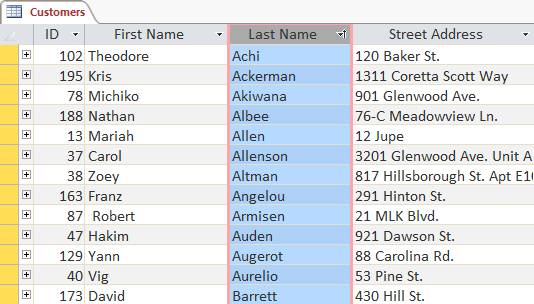 Customers
ID First Name Last Name Street Address
102 Theodore Achi 120 Baker St.
195 Kris Ackerman 1311 Coretta Scott Way
78 Michiko Akiwana 901 Glenwood Ave.
188 Nathan Albee 76-C Meadowview Ln.
13 Mariah Allen 12 Jupe
37 Carol Allenson 3201 Glenwood Ave. Unit A
38 Zoey Altman 817 Hillsborough St. Apt E10
163 Franz Angelou 291 Hinton St.
87 Robert Armisen 21 MLK Blvd.
47 Hakim Auden 921 Dawson St.
129 Yann Augerot 88 Carolina Rd.
40 Vig Aurelio 53 Pine St.
173 David Barrett 430 Hill St.